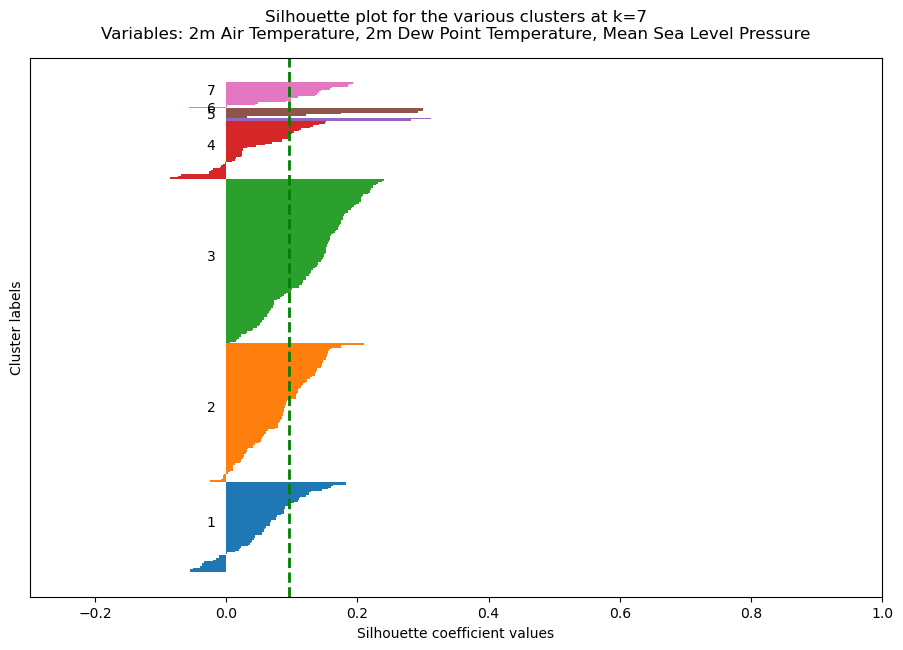 Silhouette plot for the various clusters at k=7
Variables: 2m Air Temperature, 2m Dew Point Temperature, Mean Sea Level Pressure
7
6
5
4
3
2
1
Cluster labels
−0.2 0.0 0.2 0.4 0.6 0.8 1.0
Silhouette coefficient values